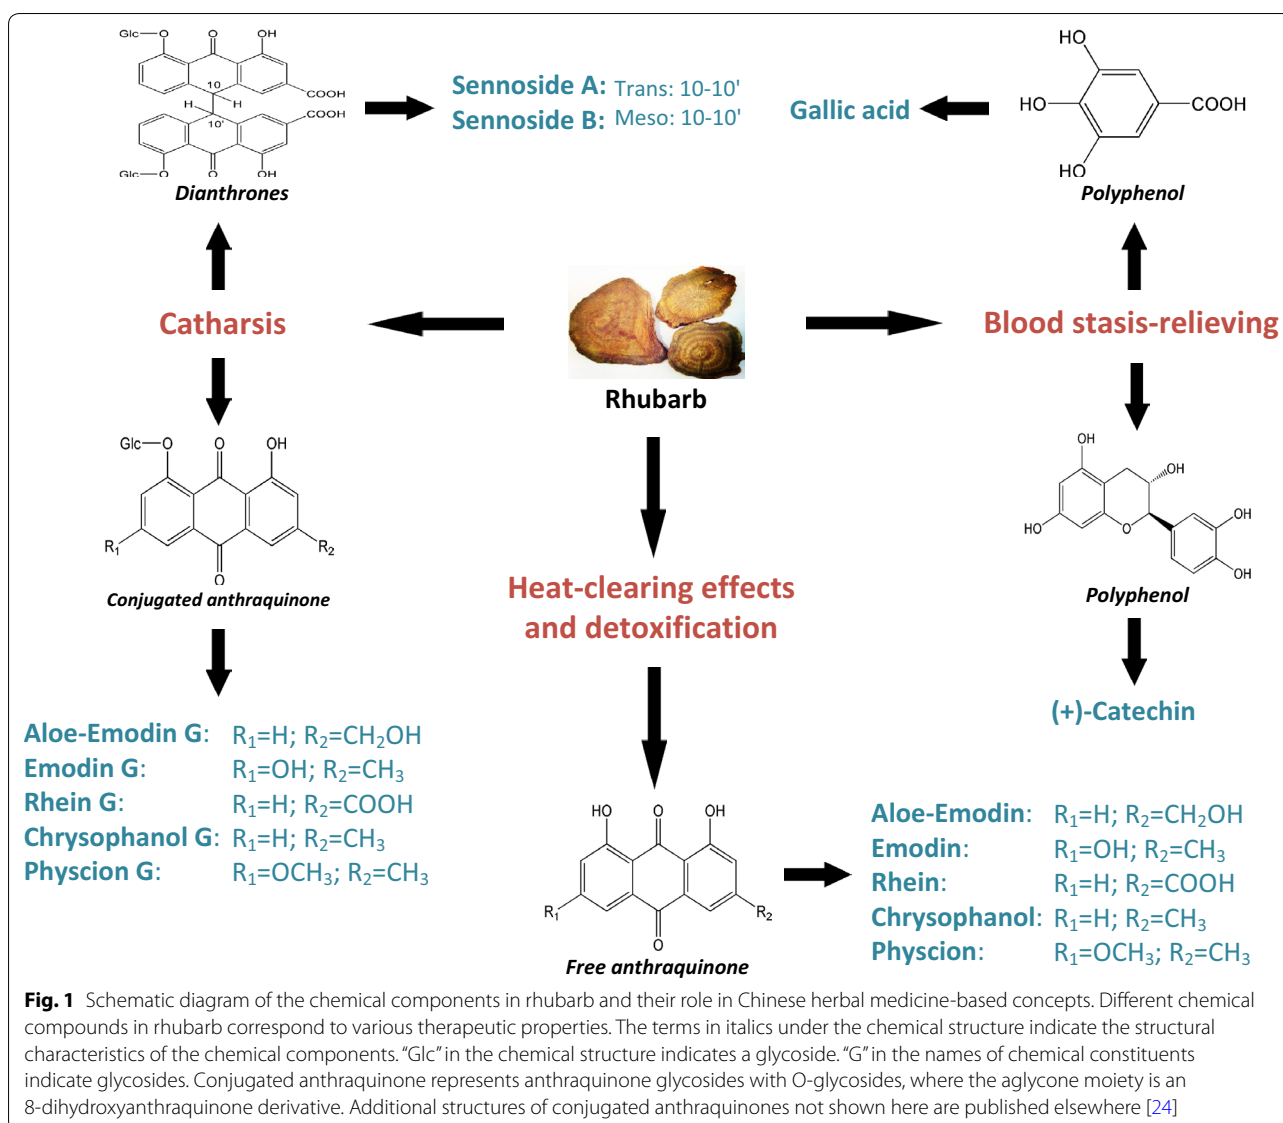 Glc—O O OH
10
H H COOH
COOH
10'
Glc—O O OH
Dianthrones
Sennoside A: Trans: 10-10'
Sennoside B: Meso: 10-10'
Gallic acid
HO
HO COOH
HO
Polyphenol
Catharsis
Rhubarb
Blood stasis-relieving
Glc—O O OH
R1 R2
O
Conjugated anthraquinone
OH
OH
HO O OH
OH
Polyphenol
Heat-clearing effects
and detoxification
(+)-Catechin
Aloe-Emodin G: R₁=H; R₂=CH₂OH
Emodin G: R₁=OH; R₂=CH₃
Rhein G: R₁=H; R₂=COOH
Chrysophanol G: R₁=H; R₂=CH₃
Physcion G: R₁=OCH₃; R₂=CH₃
HO O OH
R₁ R₂
O
Free anthraquinone
Aloe-Emodin: R₁=H; R₂=CH₂OH
Emodin: R₁=OH; R₂=CH₃
Rhein: R₁=H; R₂=COOH
Chrysophanol: R₁=H; R₂=CH₃
Physcion: R₁=OCH₃; R₂=CH₃
Fig. 1 Schematic diagram of the chemical components in rhubarb and their role in Chinese herbal medicine-based concepts. Different chemical
compounds in rhubarb correspond to various therapeutic properties. The terms in italics under the chemical structure indicate the structural
characteristics of the chemical components. “Glc” in the chemical structure indicates a glycoside. “G” in the names of chemical constituents
indicate glycosides. Conjugated anthraquinone represents anthraquinone glycosides with O-glycosides, where the aglycone moiety is an
8-dihydroxyanthraquinone derivative. Additional structures of conjugated anthraquinones not shown here are published elsewhere [24]